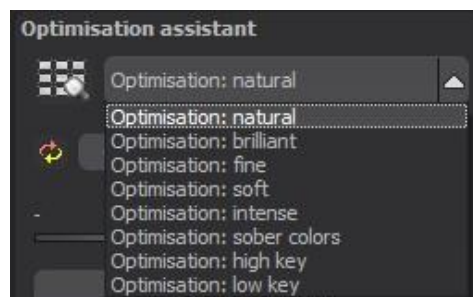 Optimisation assistant
Optimisation: natural
Optimisation: natural
Optimisation: brilliant
Optimisation: fine
Optimisation: soft
Optimisation: intense
Optimisation: sober colors
Optimisation: high key
Optimisation: low key
-